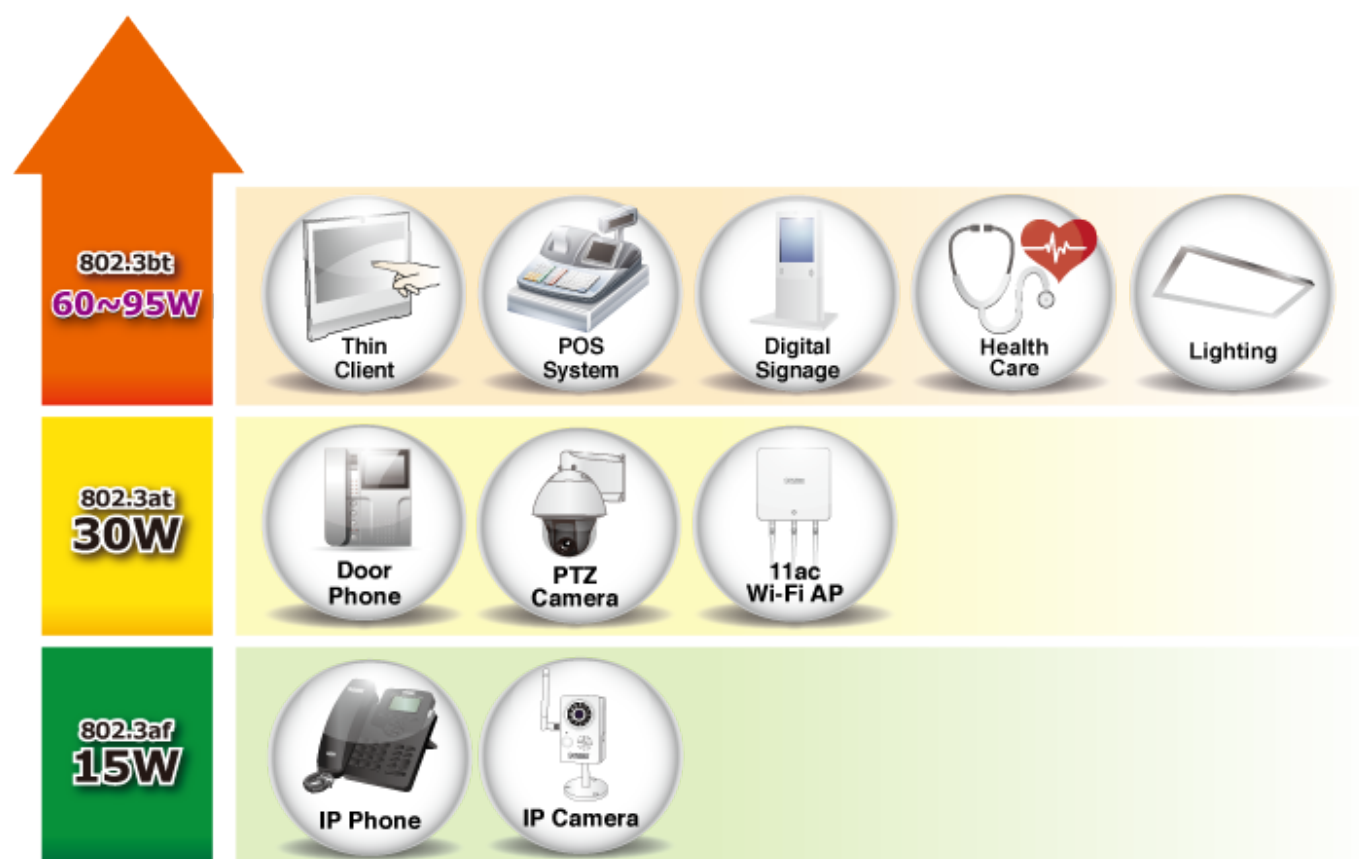 802.3bt
60~95W
Thin
Client
POS
System
Digital
Signage
Health
Care
Lighting
802.3at
30W
Door
Phone
PTZ
Camera
11ac
Wi-Fi AP
802.3af
15W
IP Phone
IP Camera